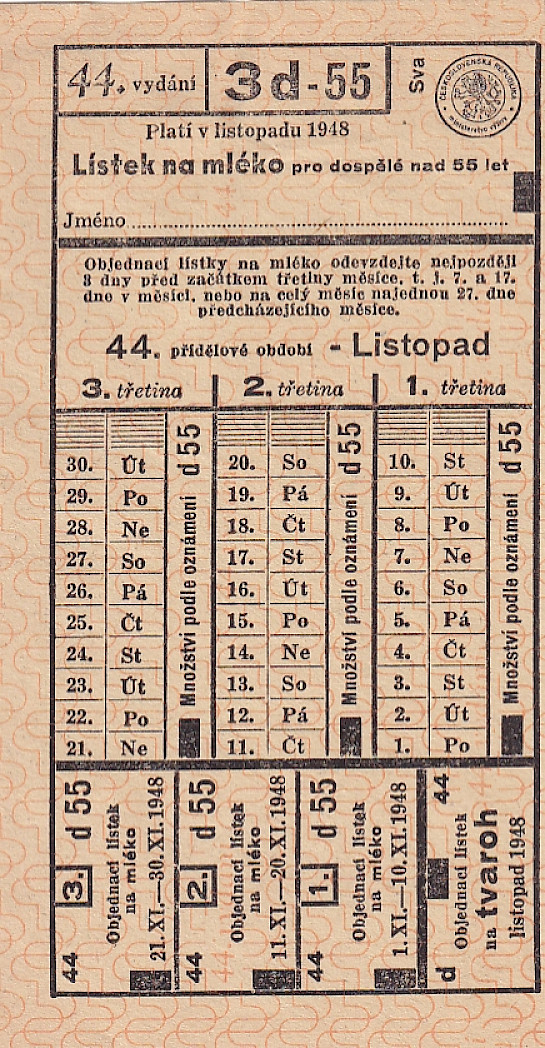 44. vydání
3d-55
Sva
ČESKOSLOVENSKÁ REPUBLIKA
ministerstvo výživy
Platí v listopadu 1948
Lístek na mléko pro dospělé nad 55 let
Jméno
Objednací lístky na mléko odevzdejte nejpozději
3 dny před začátkem třetiny měsíce, t. j. 7. a 17.
dne v měsíci, nebo na celý měsíc najednou 27. dne
předcházejícího měsíce.
44. přídělové období - Listopad
3. třetina
2. třetina
1. třetina
30. Út
29. Po
28. Ne
27. So
26. Pá
25. Čt
24. St
23. Út
22. Po
21. Ne
Množství podle oznámení d 55
20. So
19. Pá
18. Čt
17. St
16. Út
15. Po
14. Ne
13. So
12. Pá
11. Čt
Množství podle oznámení d 55
10. St
9. Út
8. Po
7. Ne
6. So
5. Pá
4. Čt
3. St
2. Út
1. Po
Množství podle oznámení d 55
44 3. d 55
Objednací lístek
na mléko
21. XI.—30. XI. 1948
44 2. d 55
Objednací lístek
na mléko
11. XI.—20. XI. 1948
44 1. d 55
Objednací lístek
na mléko
1. XI.—10. XI. 1948
d 44
Objednací lístek
na tvaroh
listopad 1948